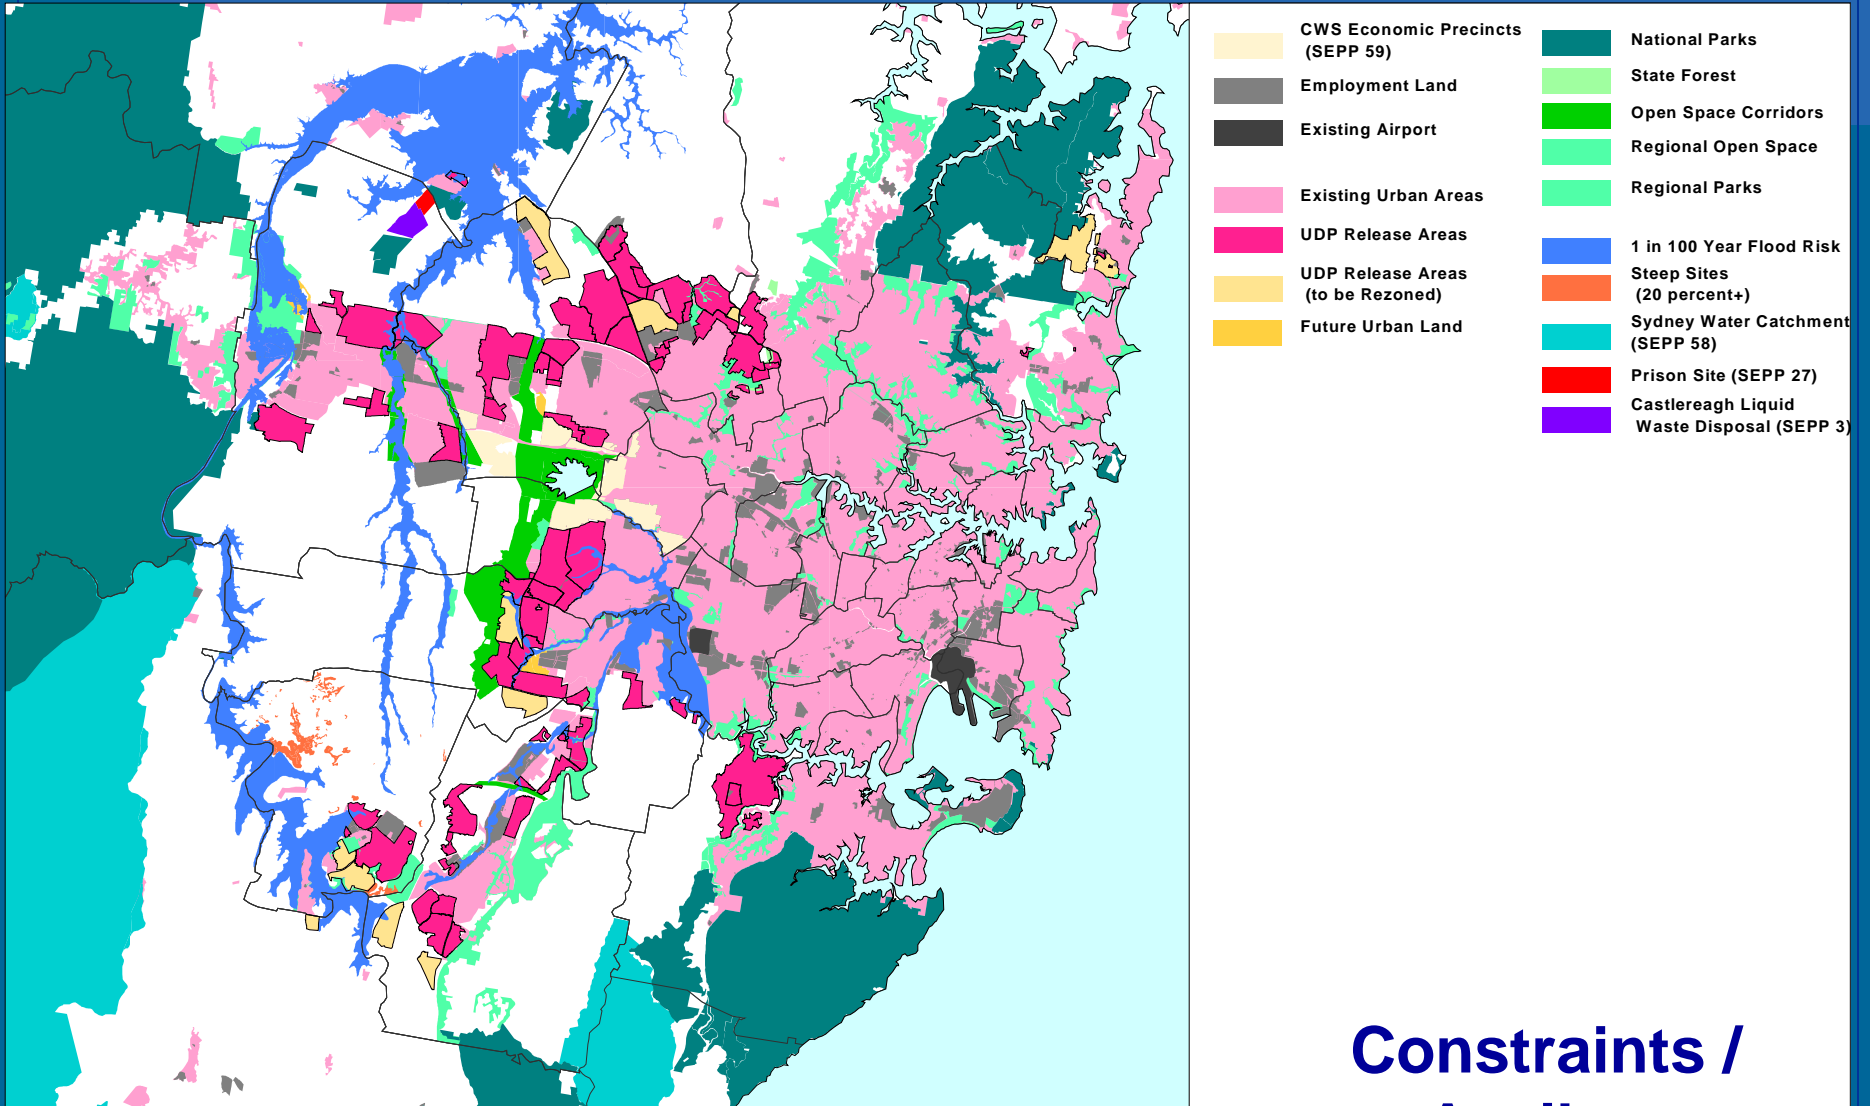 CWS Economic Precincts
(SEPP 59)
Employment Land
Existing Airport
Existing Urban Areas
UDP Release Areas
UDP Release Areas
(to be Rezoned)
Future Urban Land
National Parks
State Forest
Open Space Corridors
Regional Open Space
Regional Parks
1 in 100 Year Flood Risk
Steep Sites
(20 percent+)
Sydney Water Catchment
(SEPP 58)
Prison Site (SEPP 27)
Castlereagh Liquid
Waste Disposal (SEPP 3)
Constraints /